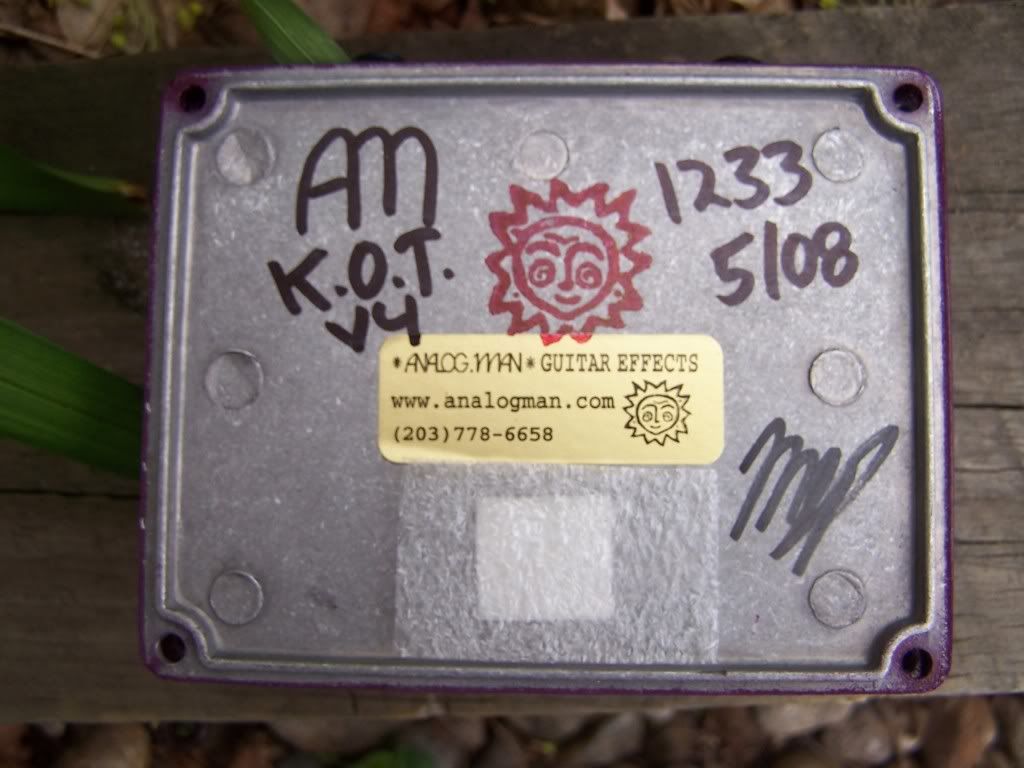 AM
K.O.T.
v4
1233
5/08
*ANALOG.MAN* GUITAR EFFECTS
www.analogman.com
(203)778-6658